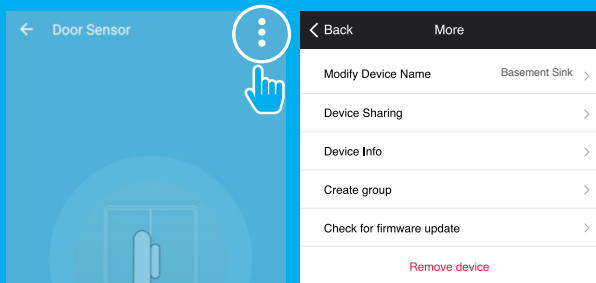 Door Sensor
Back More
Modify Device Name Basement Sink
Device Sharing
Device Info
Create group
Check for firmware update
Remove device